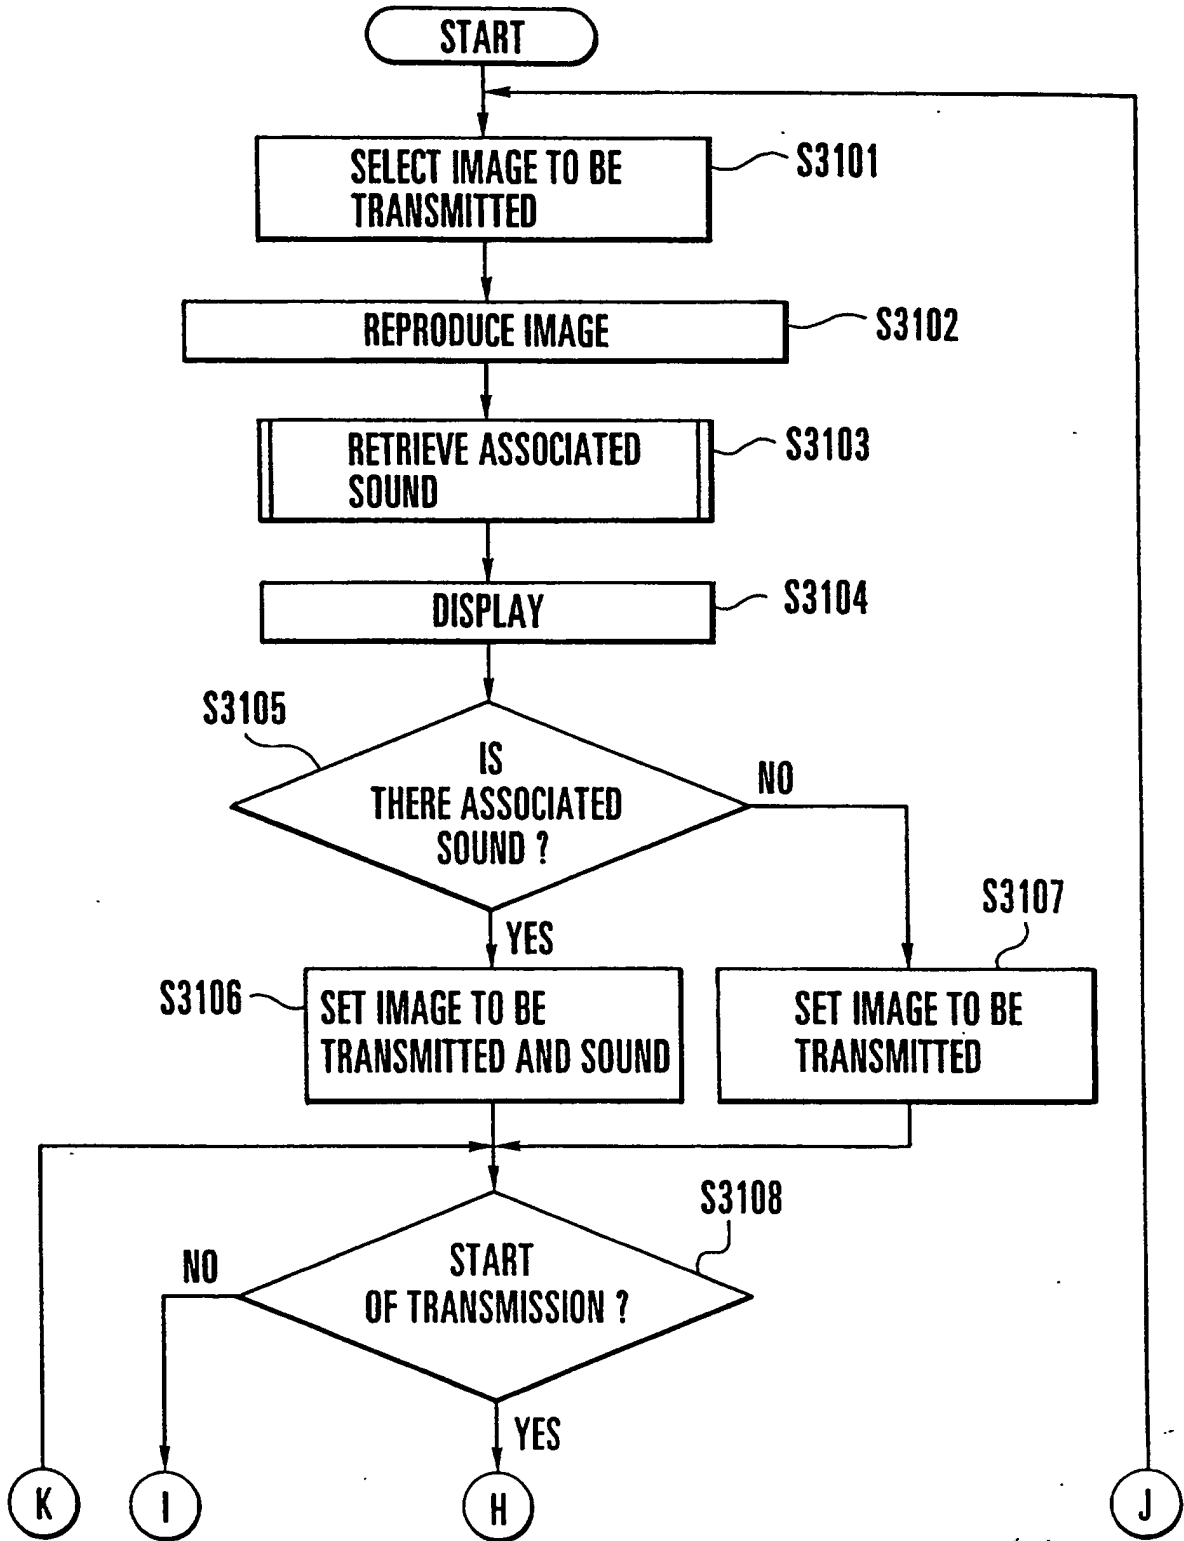 START
SELECT IMAGE TO BE
TRANSMITTED
S3101
REPRODUCE IMAGE
S3102
RETRIEVE ASSOCIATED
SOUND
S3103
DISPLAY
S3104
S3105
IS
THERE ASSOCIATED
SOUND ?
NO
YES
S3107
S3106
SET IMAGE TO BE
TRANSMITTED AND SOUND
SET IMAGE TO BE
TRANSMITTED
S3108
START
OF TRANSMISSION ?
NO
YES
K
I
H
J